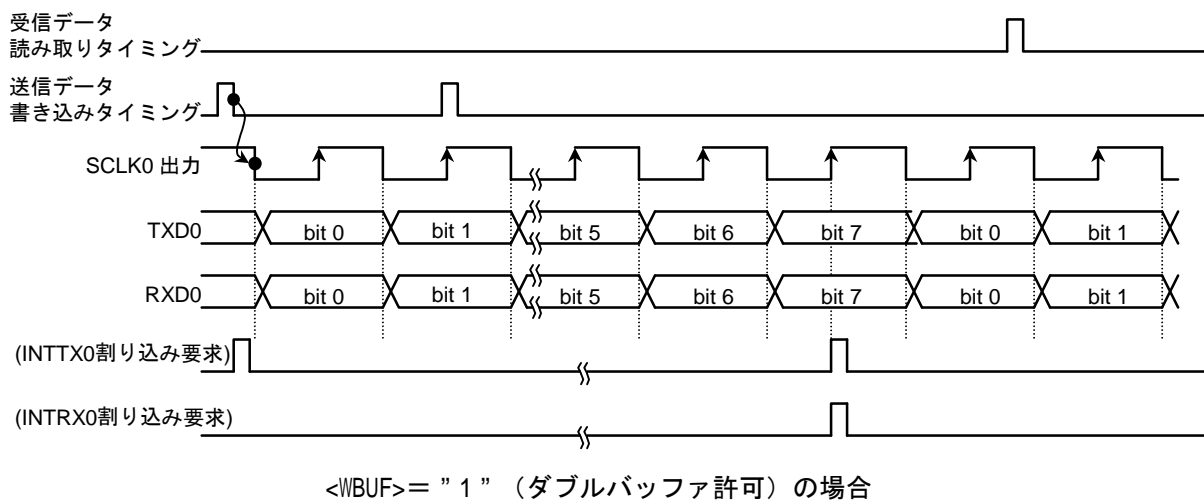 受信データ
読み取りタイミング
送信データ
書き込みタイミング
SCLK0 出力
TXD0 bit 0 bit 1 bit 5 bit 6 bit 7 bit 0 bit 1
RXD0 bit 0 bit 1 bit 5 bit 6 bit 7 bit 0 bit 1
(INTTX0割り込み要求)
(INTRX0割り込み要求)
<WBUF>＝”1”（ダブルバッファ許可）の場合